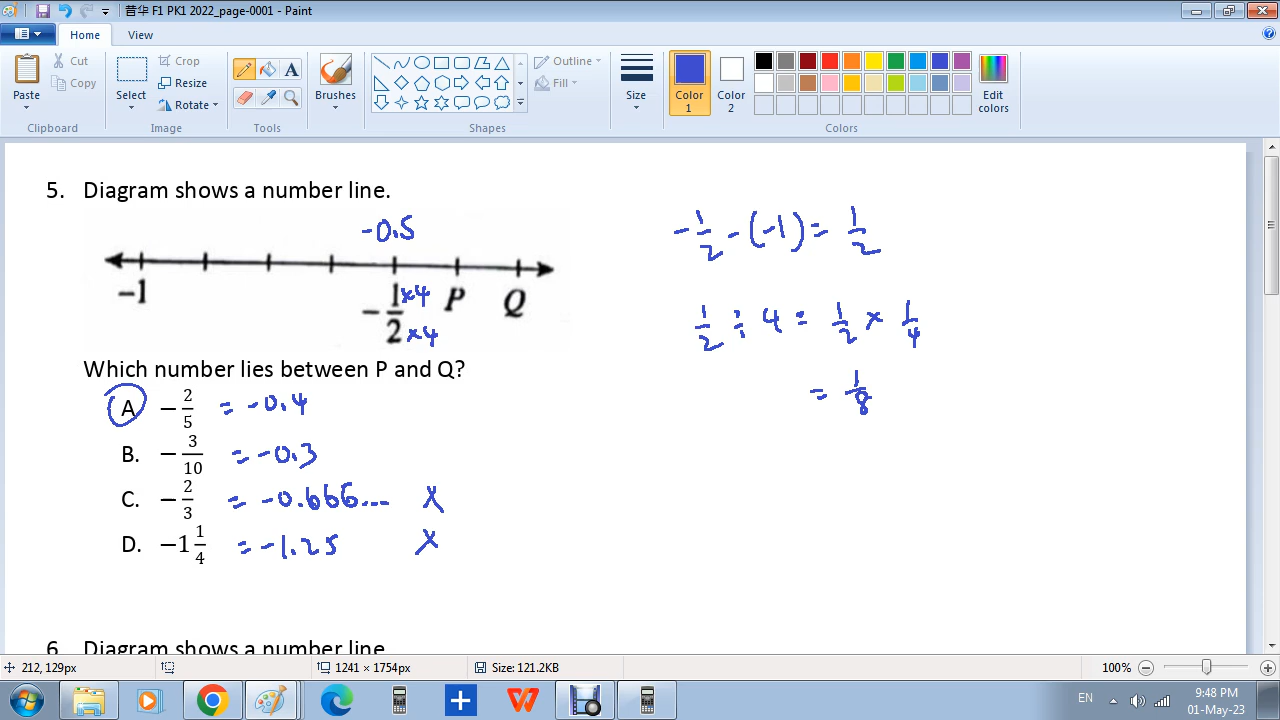 昔华 F1 PK1 2022_page-0001 - Paint
Home View
Paste
Cut
Copy
Clipboard
Select
Crop
Resize
Rotate
Image
A
Tools
Brushes
Shapes
Outline
Fill
Size
Color 1
Color 2
Edit colors
Colors
5. Diagram shows a number line.
-0.5
−1 −1/2 P Q
×4
×4
Which number lies between P and Q?
A −2/5 = -0.4
B. −3/10 = -0.3
C. −2/3 = -0.666... X
D. −1 1/4 = -1.25 X
-1/2 - (-1) = 1/2
1/2 ÷ 4 = 1/2 × 1/4
= 1/8
6. Diagram shows a number line
212, 129px
1241 × 1754px
Size: 121.2KB
100%
W
EN
9:48 PM
01-May-23